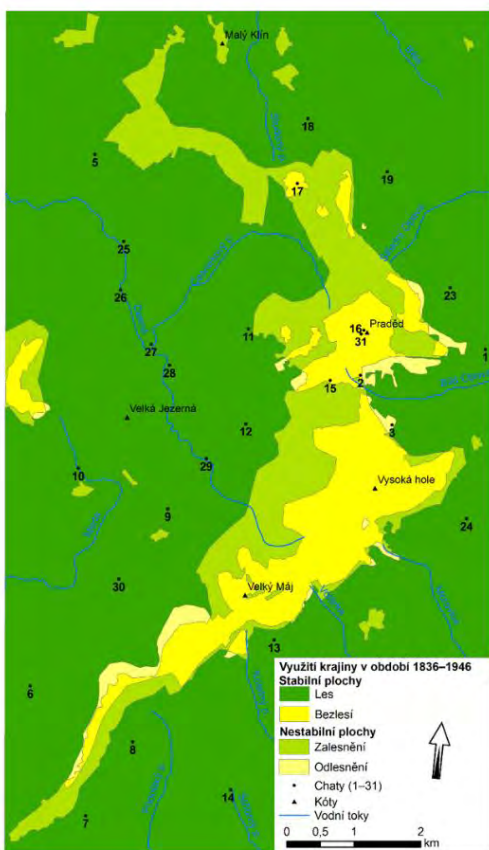 Malý Klín
18
5
19
17
25
23
26
16
Praděd
31
11
27
1
28
2
15
Velká Jezerná
3
12
29
10
Vysoká hole
9
24
30
Velký Máj
13
6
8
14
7
Využití krajiny v období 1836–1946
Stabilní plochy
Les
Bezlesí
Nestabilní plochy
Zalesnění
Odlesnění
Chaty (1–31)
Kóty
Vodní toky
0 0,5 1 2
km